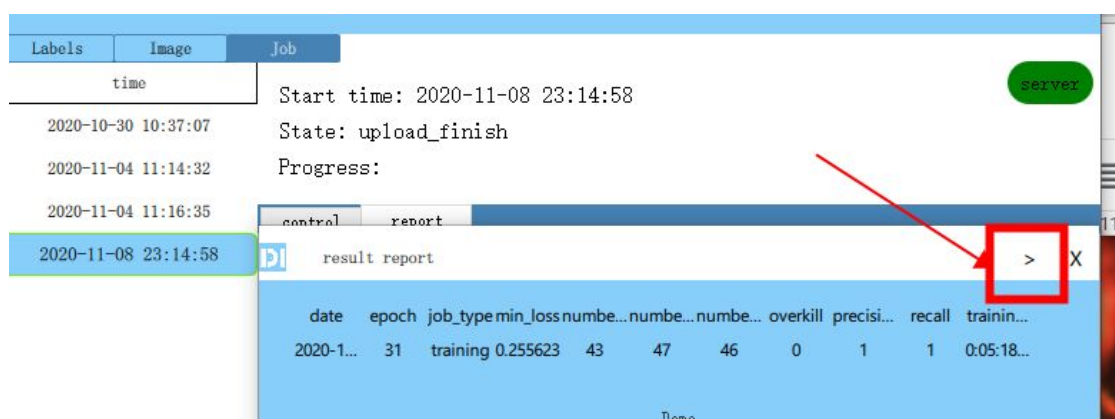 Labels Image Job
time
2020-10-30 10:37:07
2020-11-04 11:14:32
2020-11-04 11:16:35
2020-11-08 23:14:58
Start time: 2020-11-08 23:14:58
State: upload_finish
Progress:
server
control report
result report > X
date epoch job_type min_loss numbe... numbe... numbe... overkill precisi... recall trainin...
2020-1... 31 training 0.255623 43 47 46 0 1 1 0:05:18...